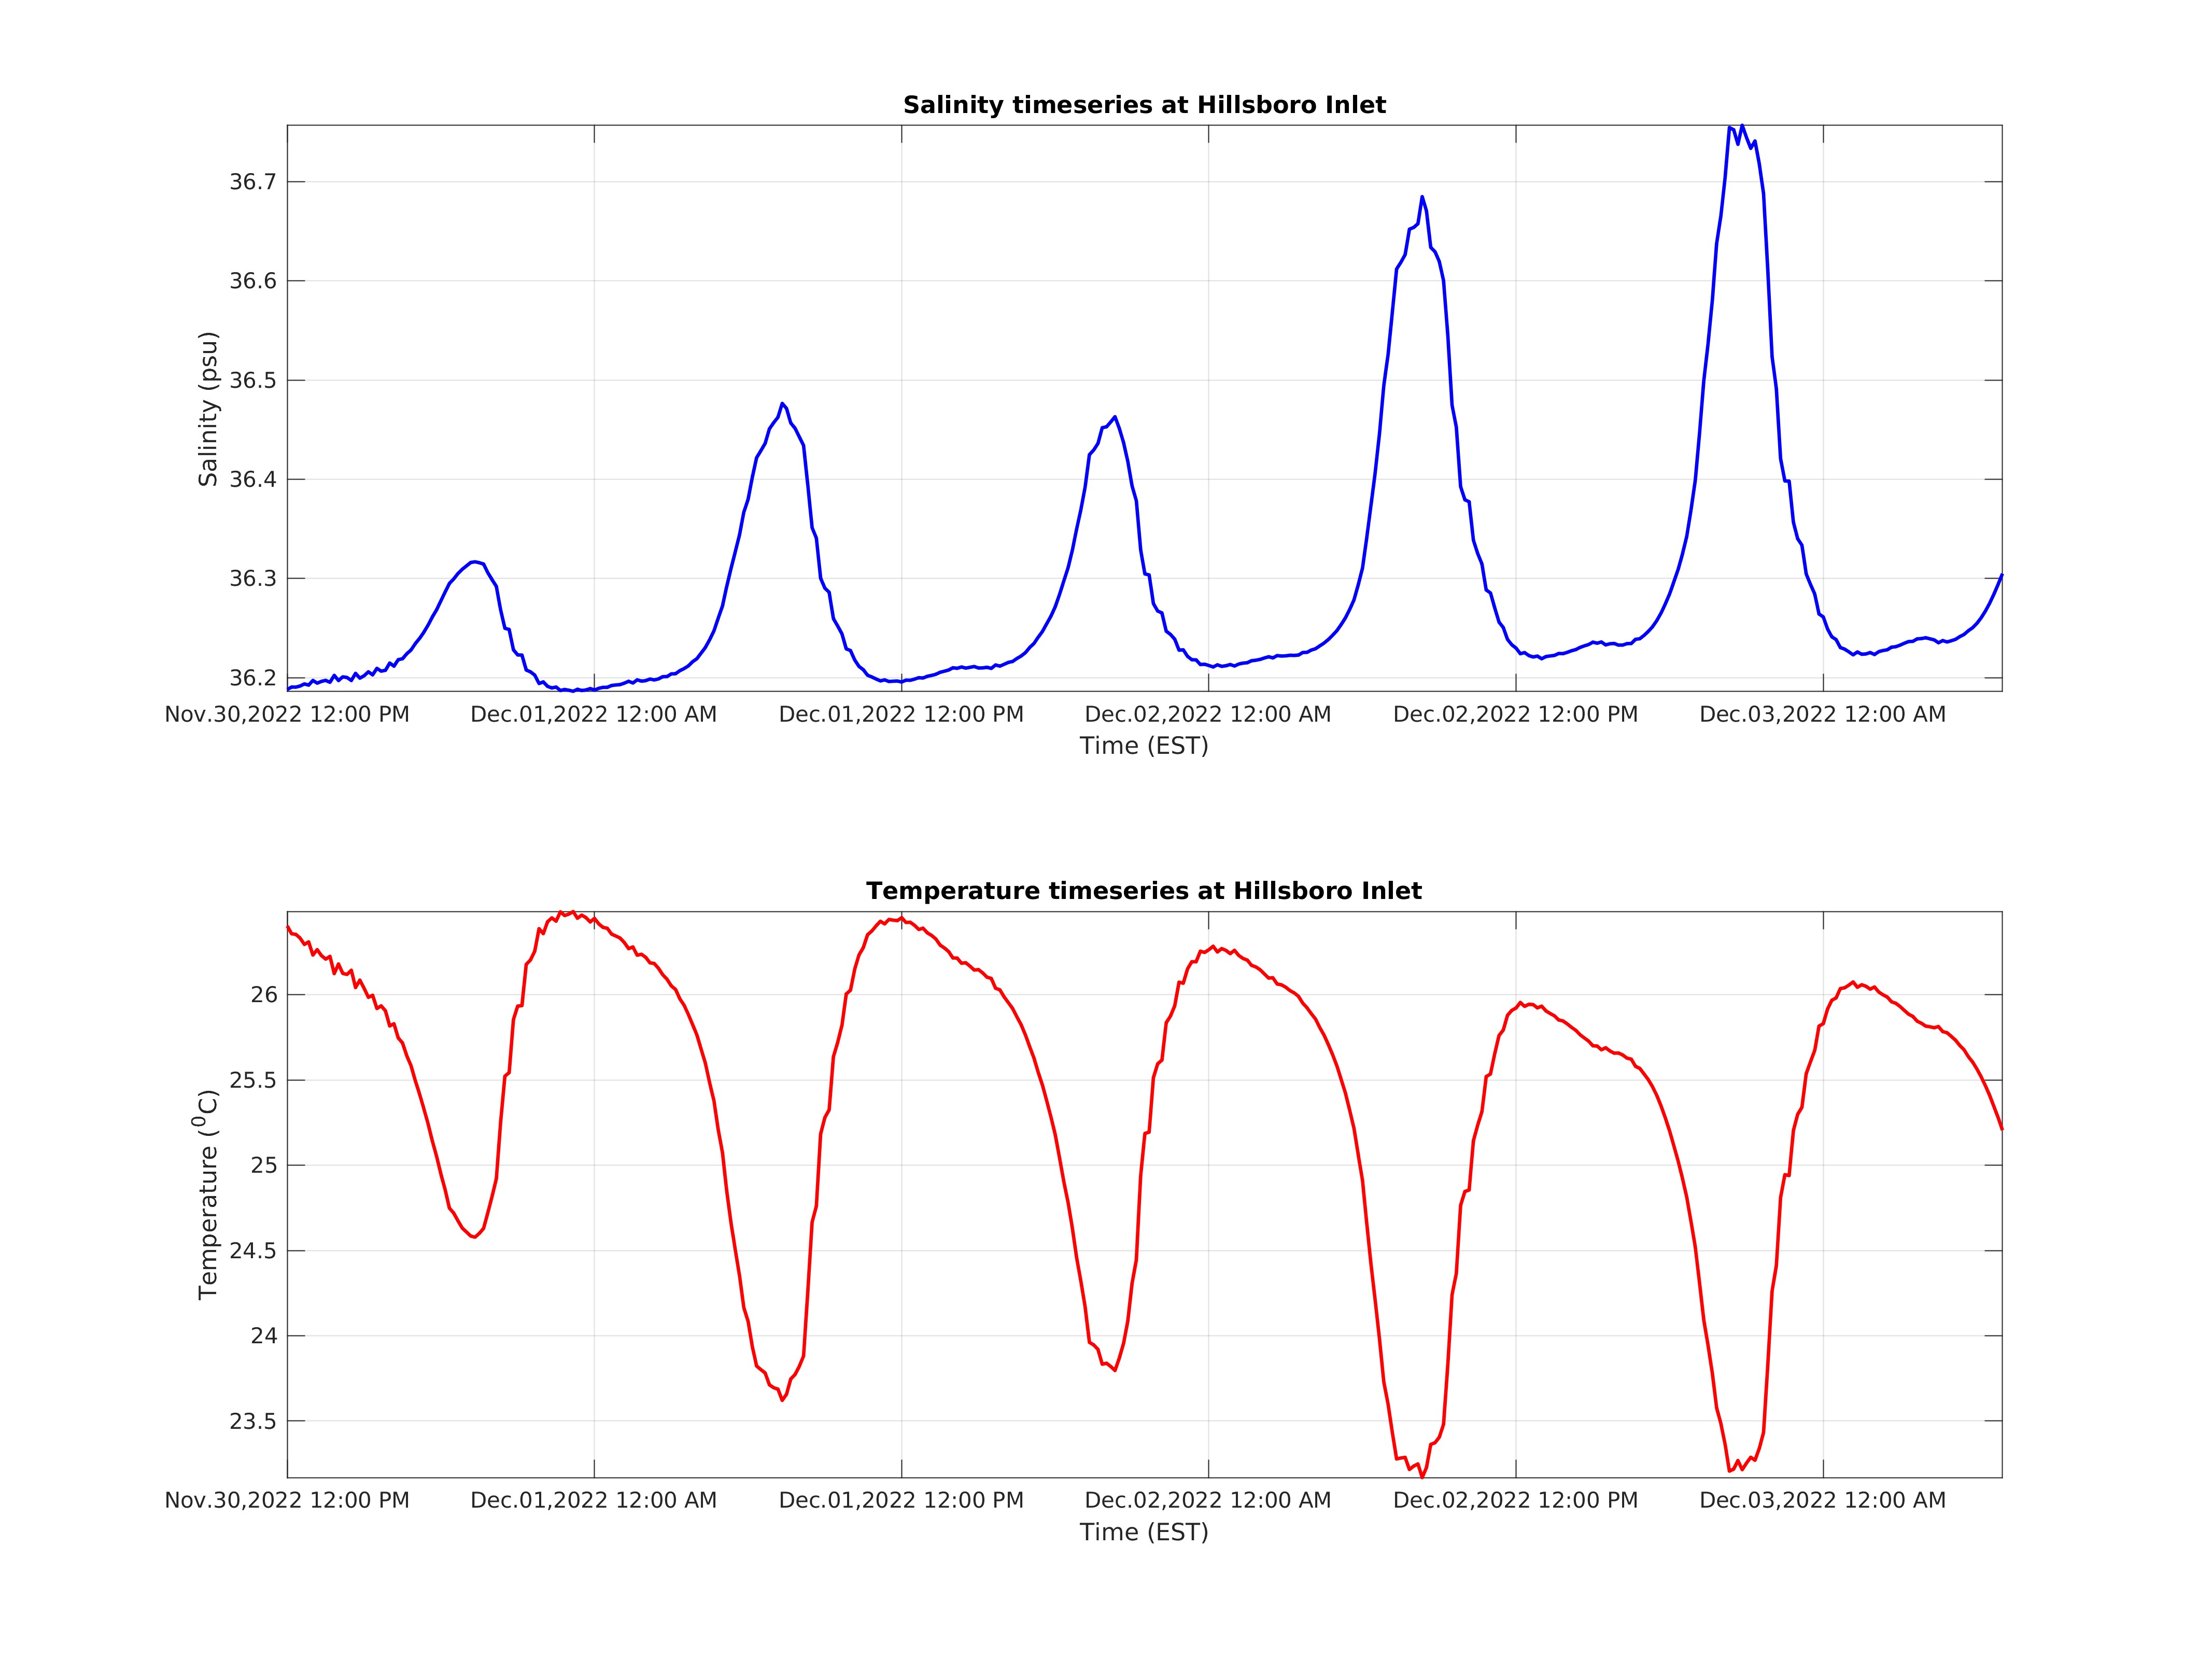 Salinity timeseries at Hillsboro Inlet
36.7
36.6
36.5
36.4
36.3
36.2
Salinity (psu)
Nov.30,2022 12:00 PM Dec.01,2022 12:00 AM Dec.01,2022 12:00 PM Dec.02,2022 12:00 AM Dec.02,2022 12:00 PM Dec.03,2022 12:00 AM
Time (EST)
Temperature timeseries at Hillsboro Inlet
26
25.5
25
24.5
24
23.5
Temperature (⁰C)
Nov.30,2022 12:00 PM Dec.01,2022 12:00 AM Dec.01,2022 12:00 PM Dec.02,2022 12:00 AM Dec.02,2022 12:00 PM Dec.03,2022 12:00 AM
Time (EST)